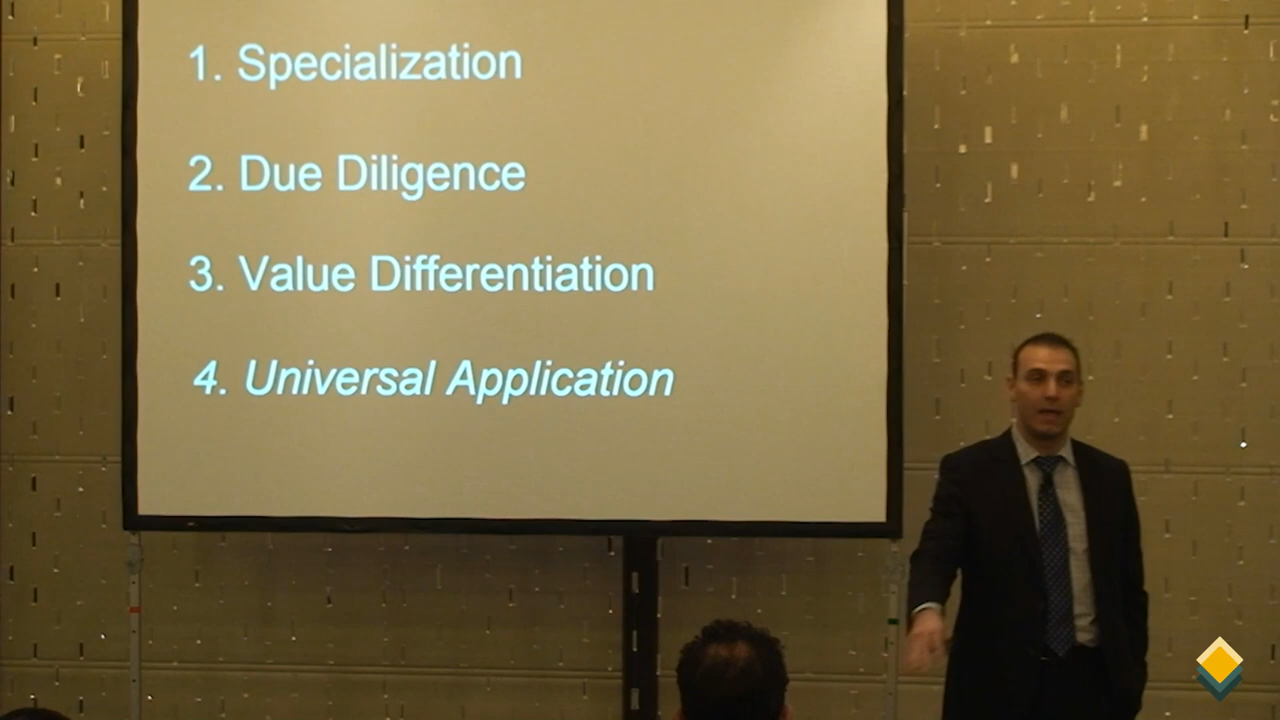 1. Specialization
2. Due Diligence
3. Value Differentiation
4. Universal Application